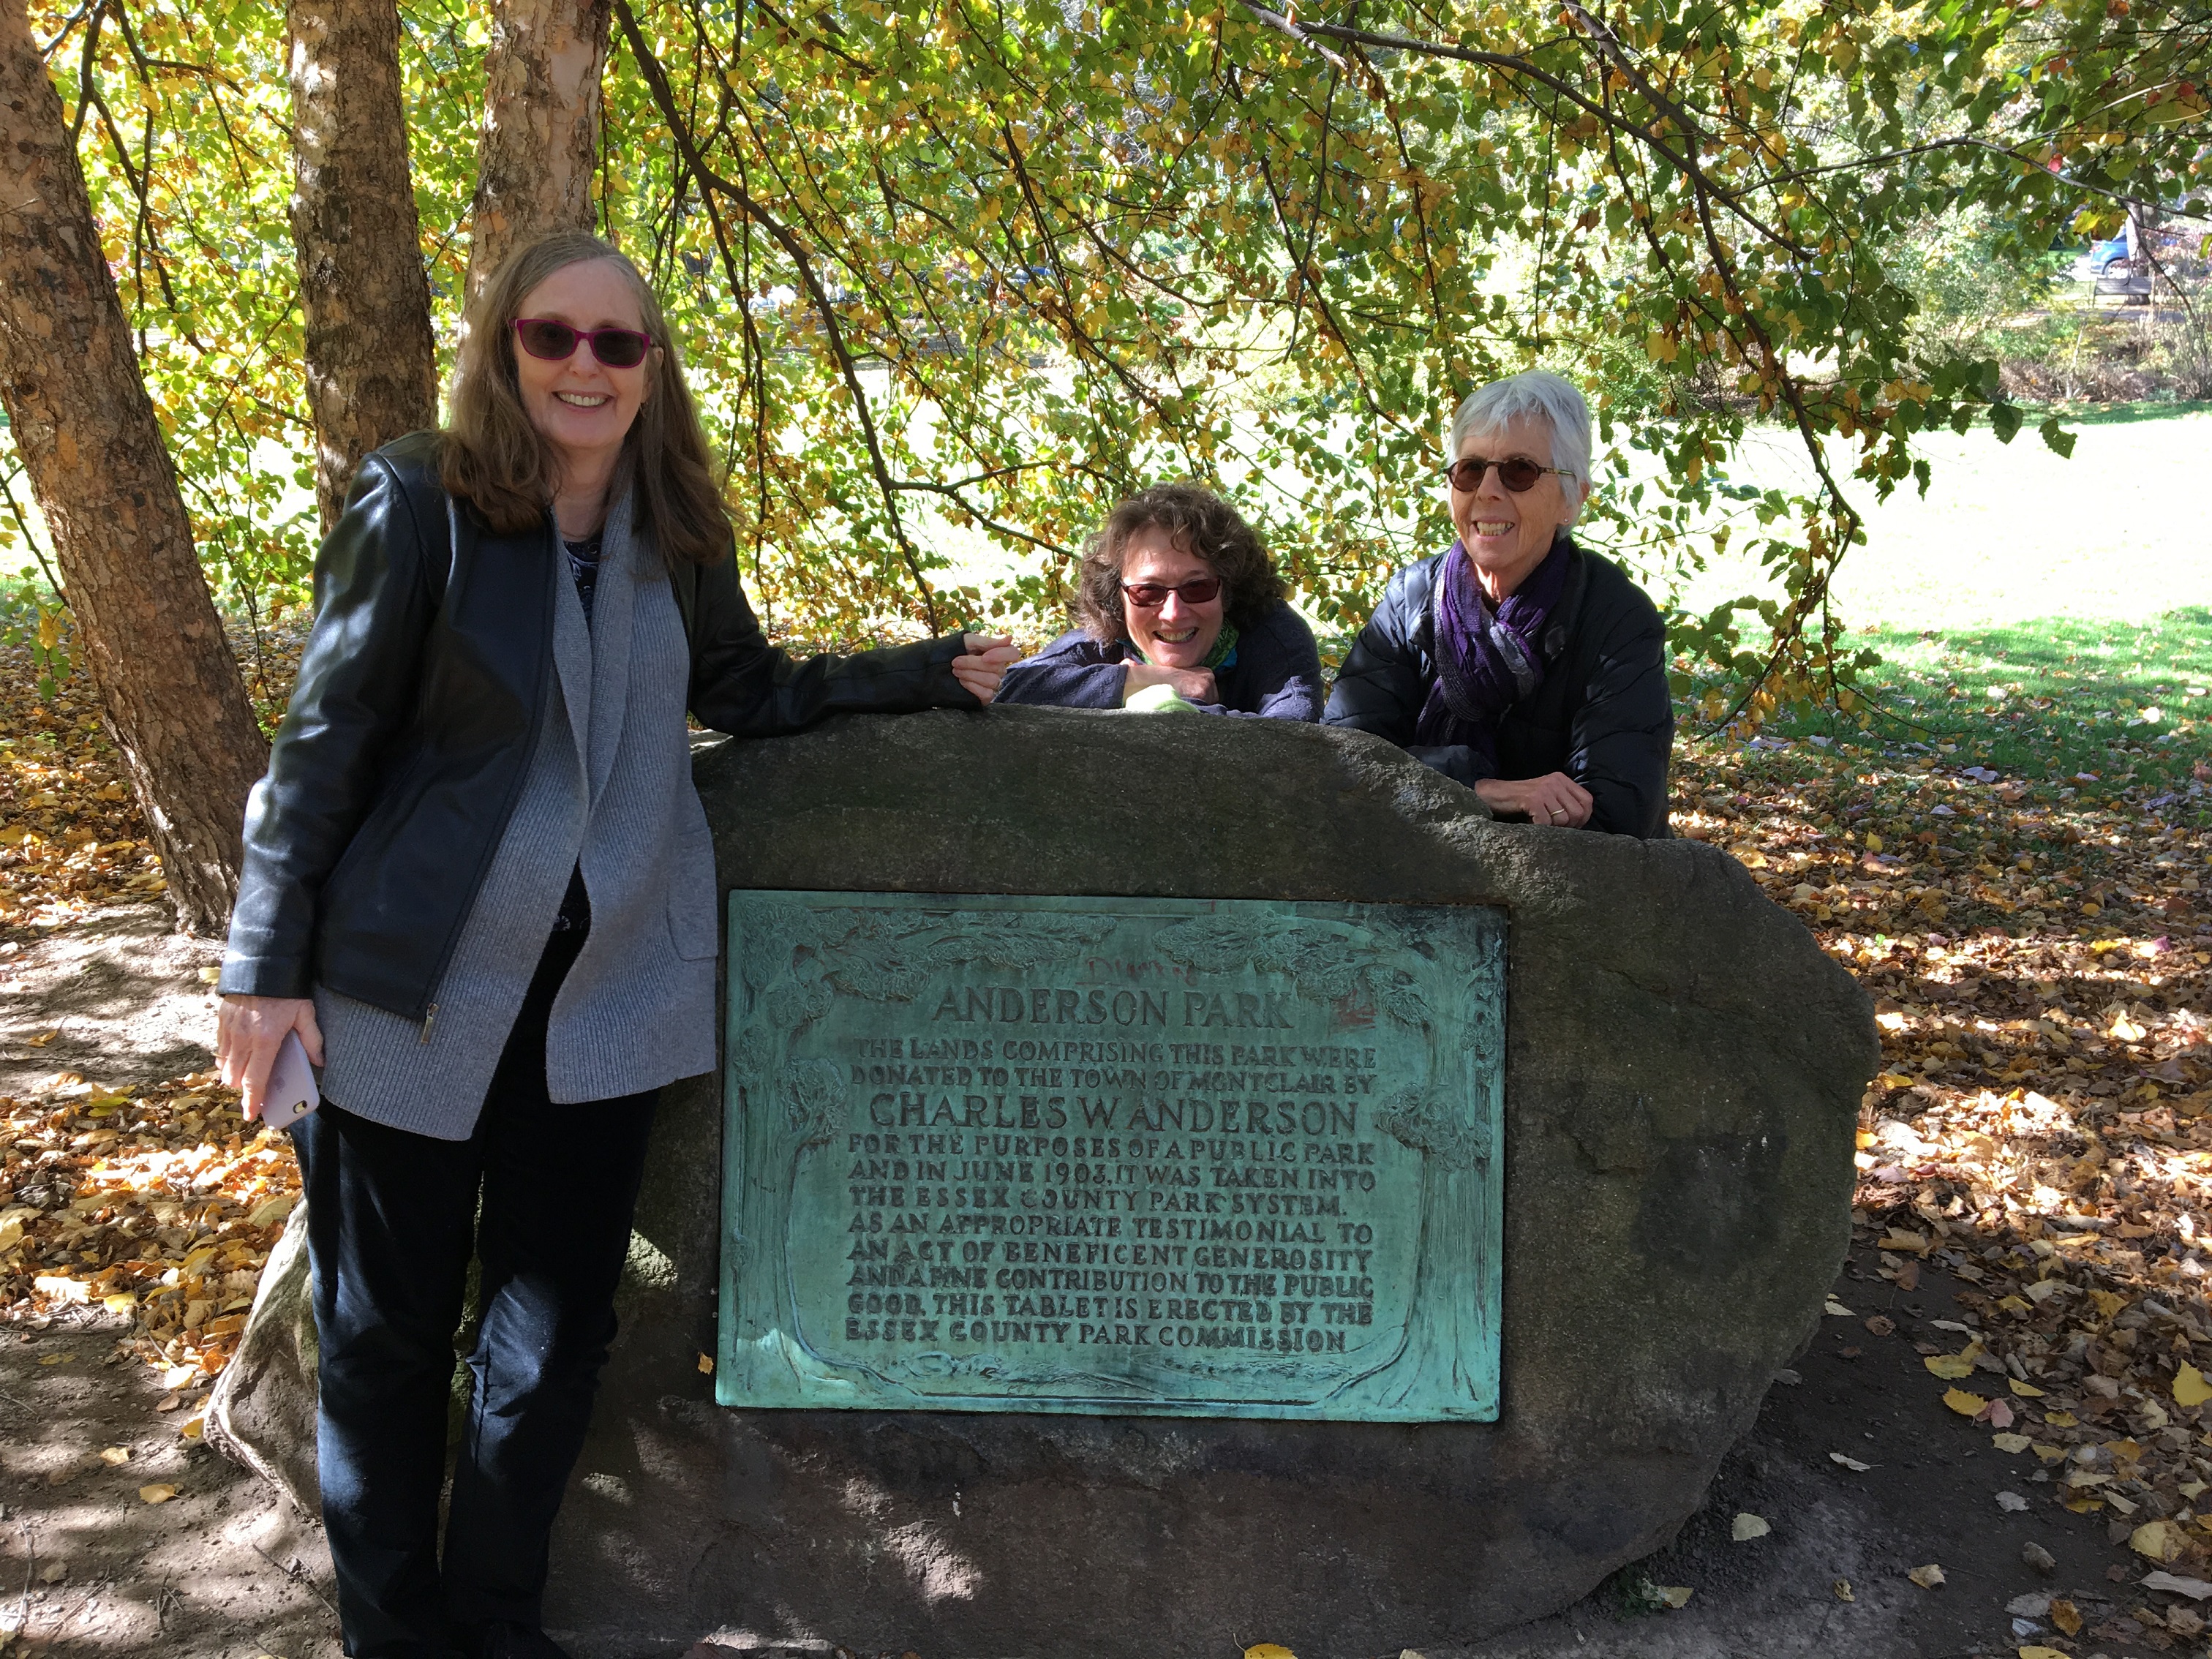 ANDERSON PARK
THE LANDS COMPRISING THIS PARK WERE
DONATED TO THE TOWN OF MONTCLAIR BY
CHARLES W. ANDERSON
FOR THE PURPOSES OF A PUBLIC PARK
AND IN JUNE 1903, IT WAS TAKEN INTO
THE ESSEX COUNTY PARK SYSTEM.
AS AN APPROPRIATE TESTIMONIAL TO
AN ACT OF BENEFICENT GENEROSITY
AND A FINE CONTRIBUTION TO THE PUBLIC
GOOD, THIS TABLET IS ERECTED BY THE
ESSEX COUNTY PARK COMMISSION